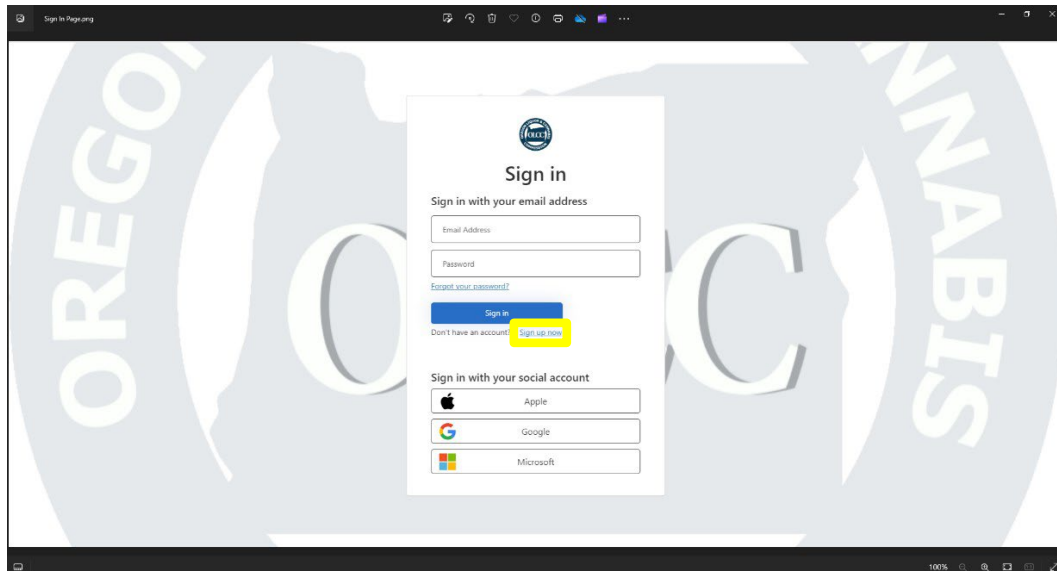 Sign In Page.png
OREGON
CANNABIS
OLCC
OLCC
Sign in
Sign in with your email address
Email Address
Password
Forgot your password?
Sign in
Don't have an account? Sign up now
Sign in with your social account
Apple
Google
Microsoft
100%